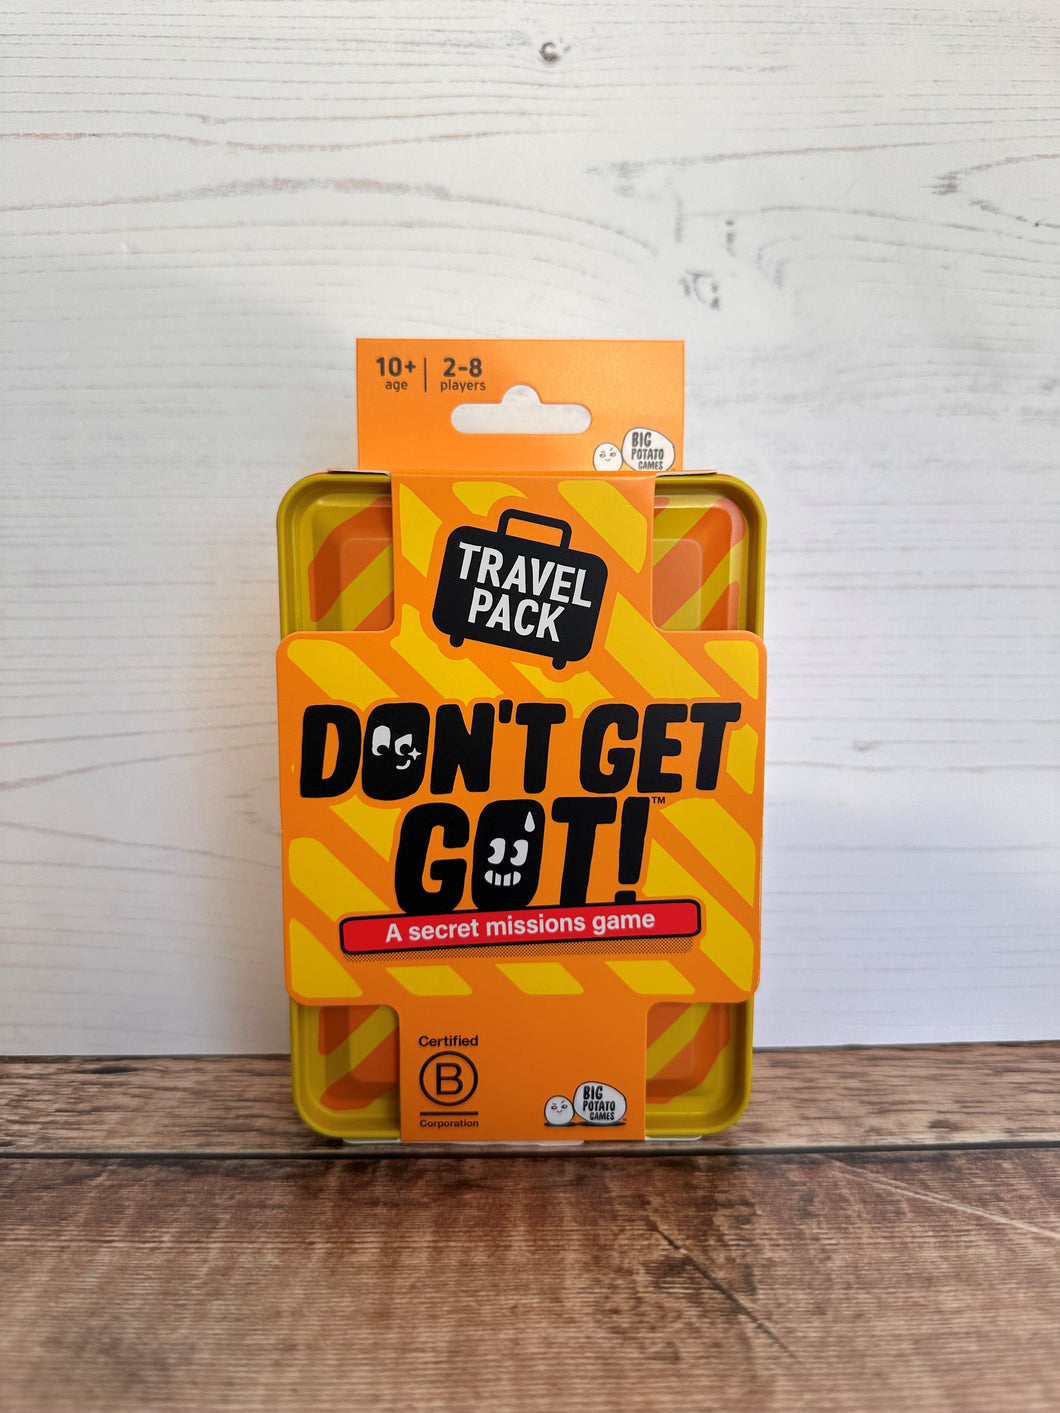 10+ 2-8
age players
BIG
POTATO
GAMES
TRAVEL
PACK
DON'T GET
GOT!™
A secret missions game
Certified
B
Corporation
BIG
POTATO
GAMES